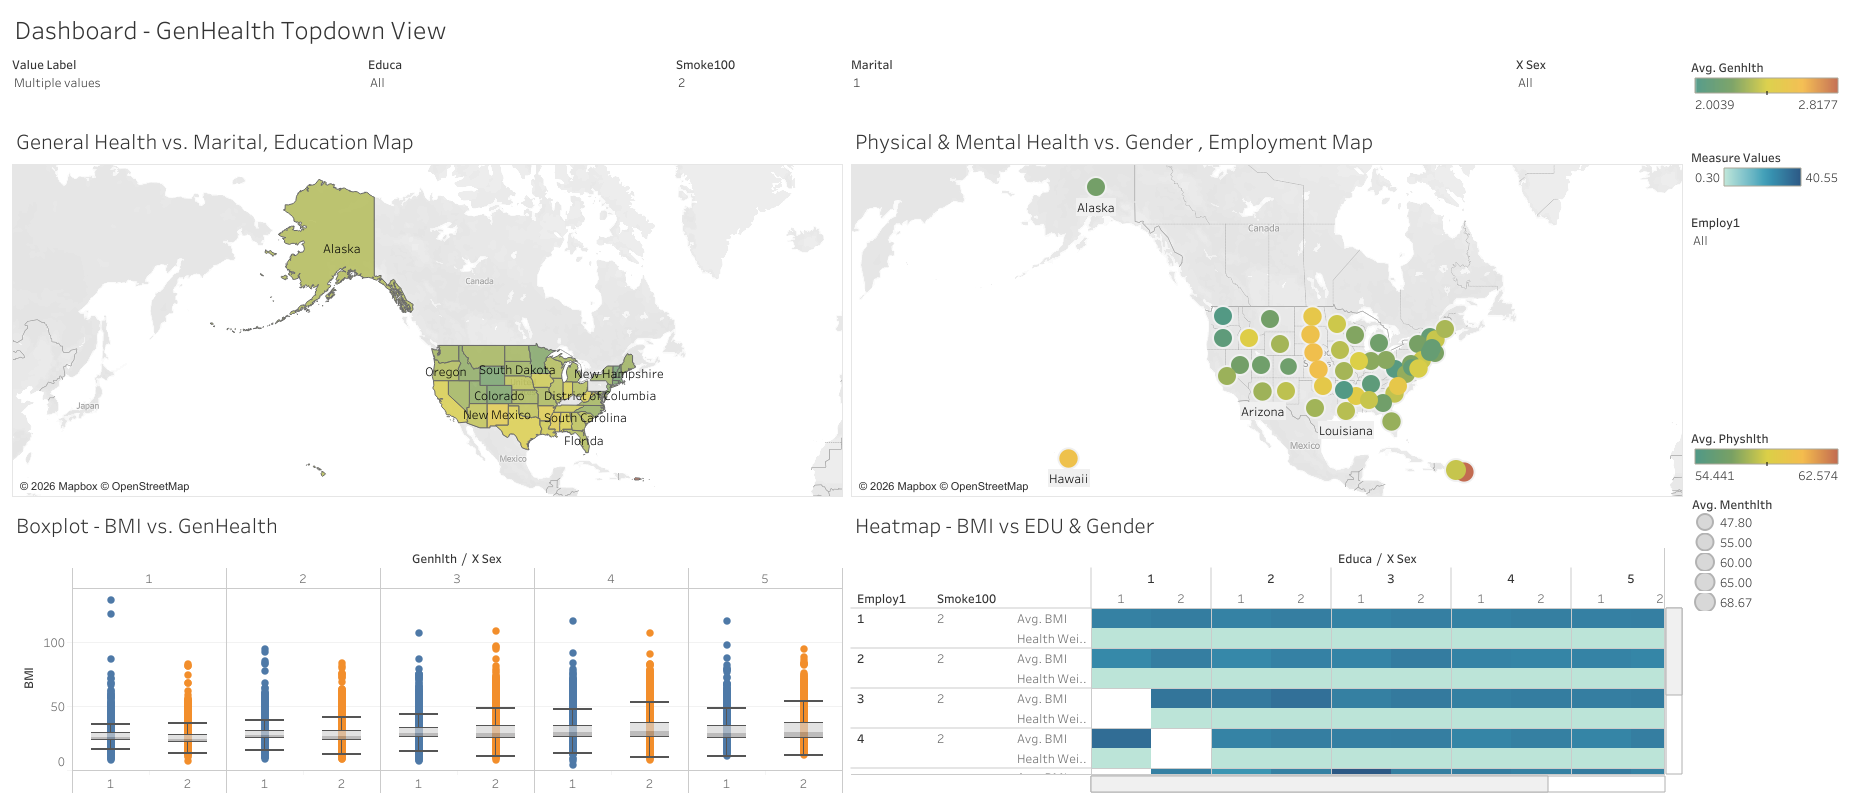 Dashboard - GenHealth Topdown View
Value Label
Educa
Smoke100
Marital
X Sex
Multiple values
All
2
1
All
Avg. Genhlth
2.0039
2.8177
General Health vs. Marital, Education Map
Physical & Mental Health vs. Gender , Employment Map
Measure Values
0.30
40.55
Employ1
All
Alaska
Canada
Oregon
South Dakota
New Hampshire
Colorado
District of Columbia
New Mexico
South Carolina
Florida
Japan
Mexico
© 2026 Mapbox © OpenStreetMap
Alaska
Canada
Arizona
Louisiana
Mexico
Hawaii
© 2026 Mapbox © OpenStreetMap
Avg. Physhlth
54.441
62.574
Avg. Menthlth
47.80
55.00
60.00
65.00
68.67
Boxplot - BMI vs. GenHealth
Genhlth / X Sex
1 2 3 4 5
BMI
100
50
0
1 2 1 2 1 2 1 2 1 2
Heatmap - BMI vs EDU & Gender
Educa / X Sex
1 2 3 4 5
Employ1 Smoke100 1 2 1 2 1 2 1 2 1 2
1 2 Avg. BMI
Health Wei..
2 2 Avg. BMI
Health Wei..
3 2 Avg. BMI
Health Wei..
4 2 Avg. BMI
Health Wei..